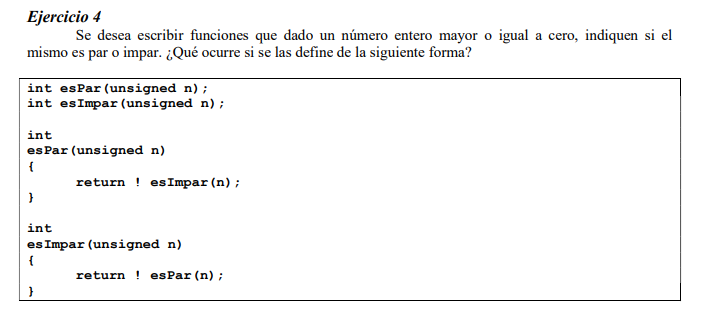 Ejercicio 4
Se desea escribir funciones que dado un número entero mayor o igual a cero, indiquen si el
mismo es par o impar. ¿Qué ocurre si se las define de la siguiente forma?
int esPar(unsigned n);
int esImpar(unsigned n);
int
esPar(unsigned n)
{
return ! esImpar(n);
}
int
esImpar(unsigned n)
{
return ! esPar(n);
}